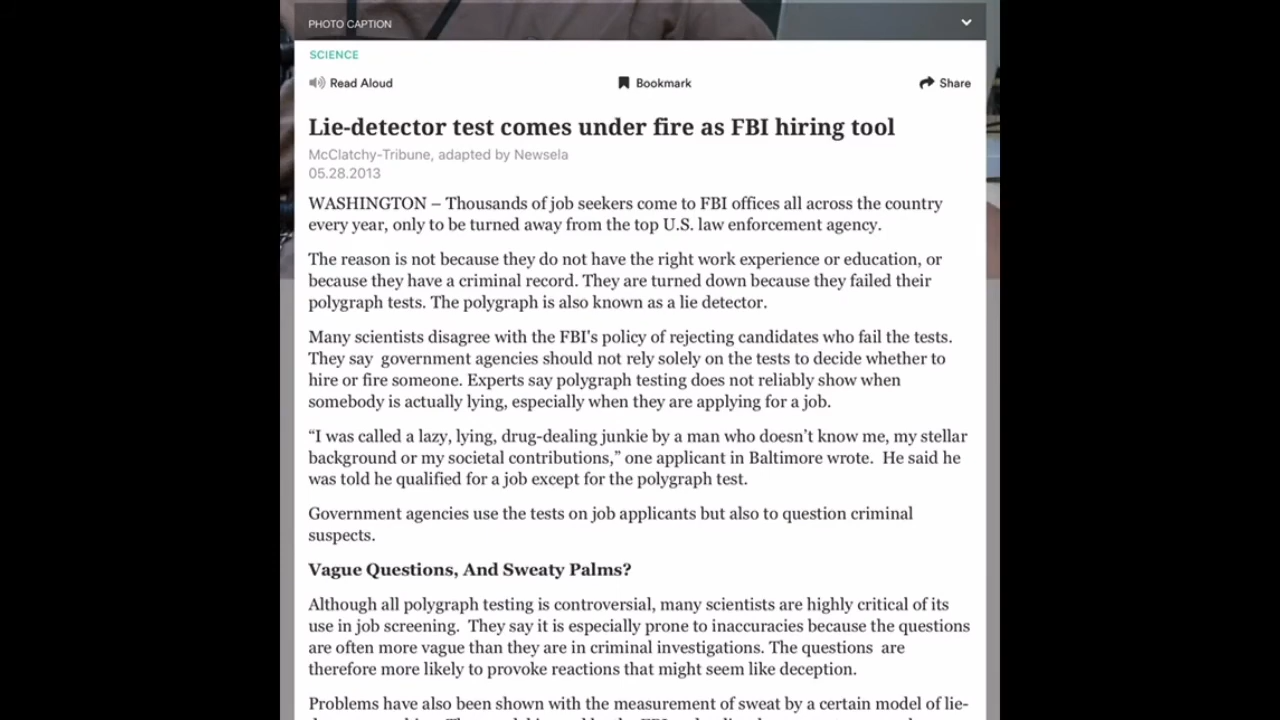 PHOTO CAPTION
SCIENCE
Read Aloud
Bookmark
Share
Lie-detector test comes under fire as FBI hiring tool
McClatchy-Tribune, adapted by Newsela
05.28.2013
WASHINGTON – Thousands of job seekers come to FBI offices all across the country
every year, only to be turned away from the top U.S. law enforcement agency.
The reason is not because they do not have the right work experience or education, or
because they have a criminal record. They are turned down because they failed their
polygraph tests. The polygraph is also known as a lie detector.
Many scientists disagree with the FBI's policy of rejecting candidates who fail the tests.
They say  government agencies should not rely solely on the tests to decide whether to
hire or fire someone. Experts say polygraph testing does not reliably show when
somebody is actually lying, especially when they are applying for a job.
“I was called a lazy, lying, drug-dealing junkie by a man who doesn’t know me, my stellar
background or my societal contributions,” one applicant in Baltimore wrote.  He said he
was told he qualified for a job except for the polygraph test.
Government agencies use the tests on job applicants but also to question criminal
suspects.
Vague Questions, And Sweaty Palms?
Although all polygraph testing is controversial, many scientists are highly critical of its
use in job screening.  They say it is especially prone to inaccuracies because the questions
are often more vague than they are in criminal investigations. The questions  are
therefore more likely to provoke reactions that might seem like deception.
Problems have also been shown with the measurement of sweat by a certain model of lie-